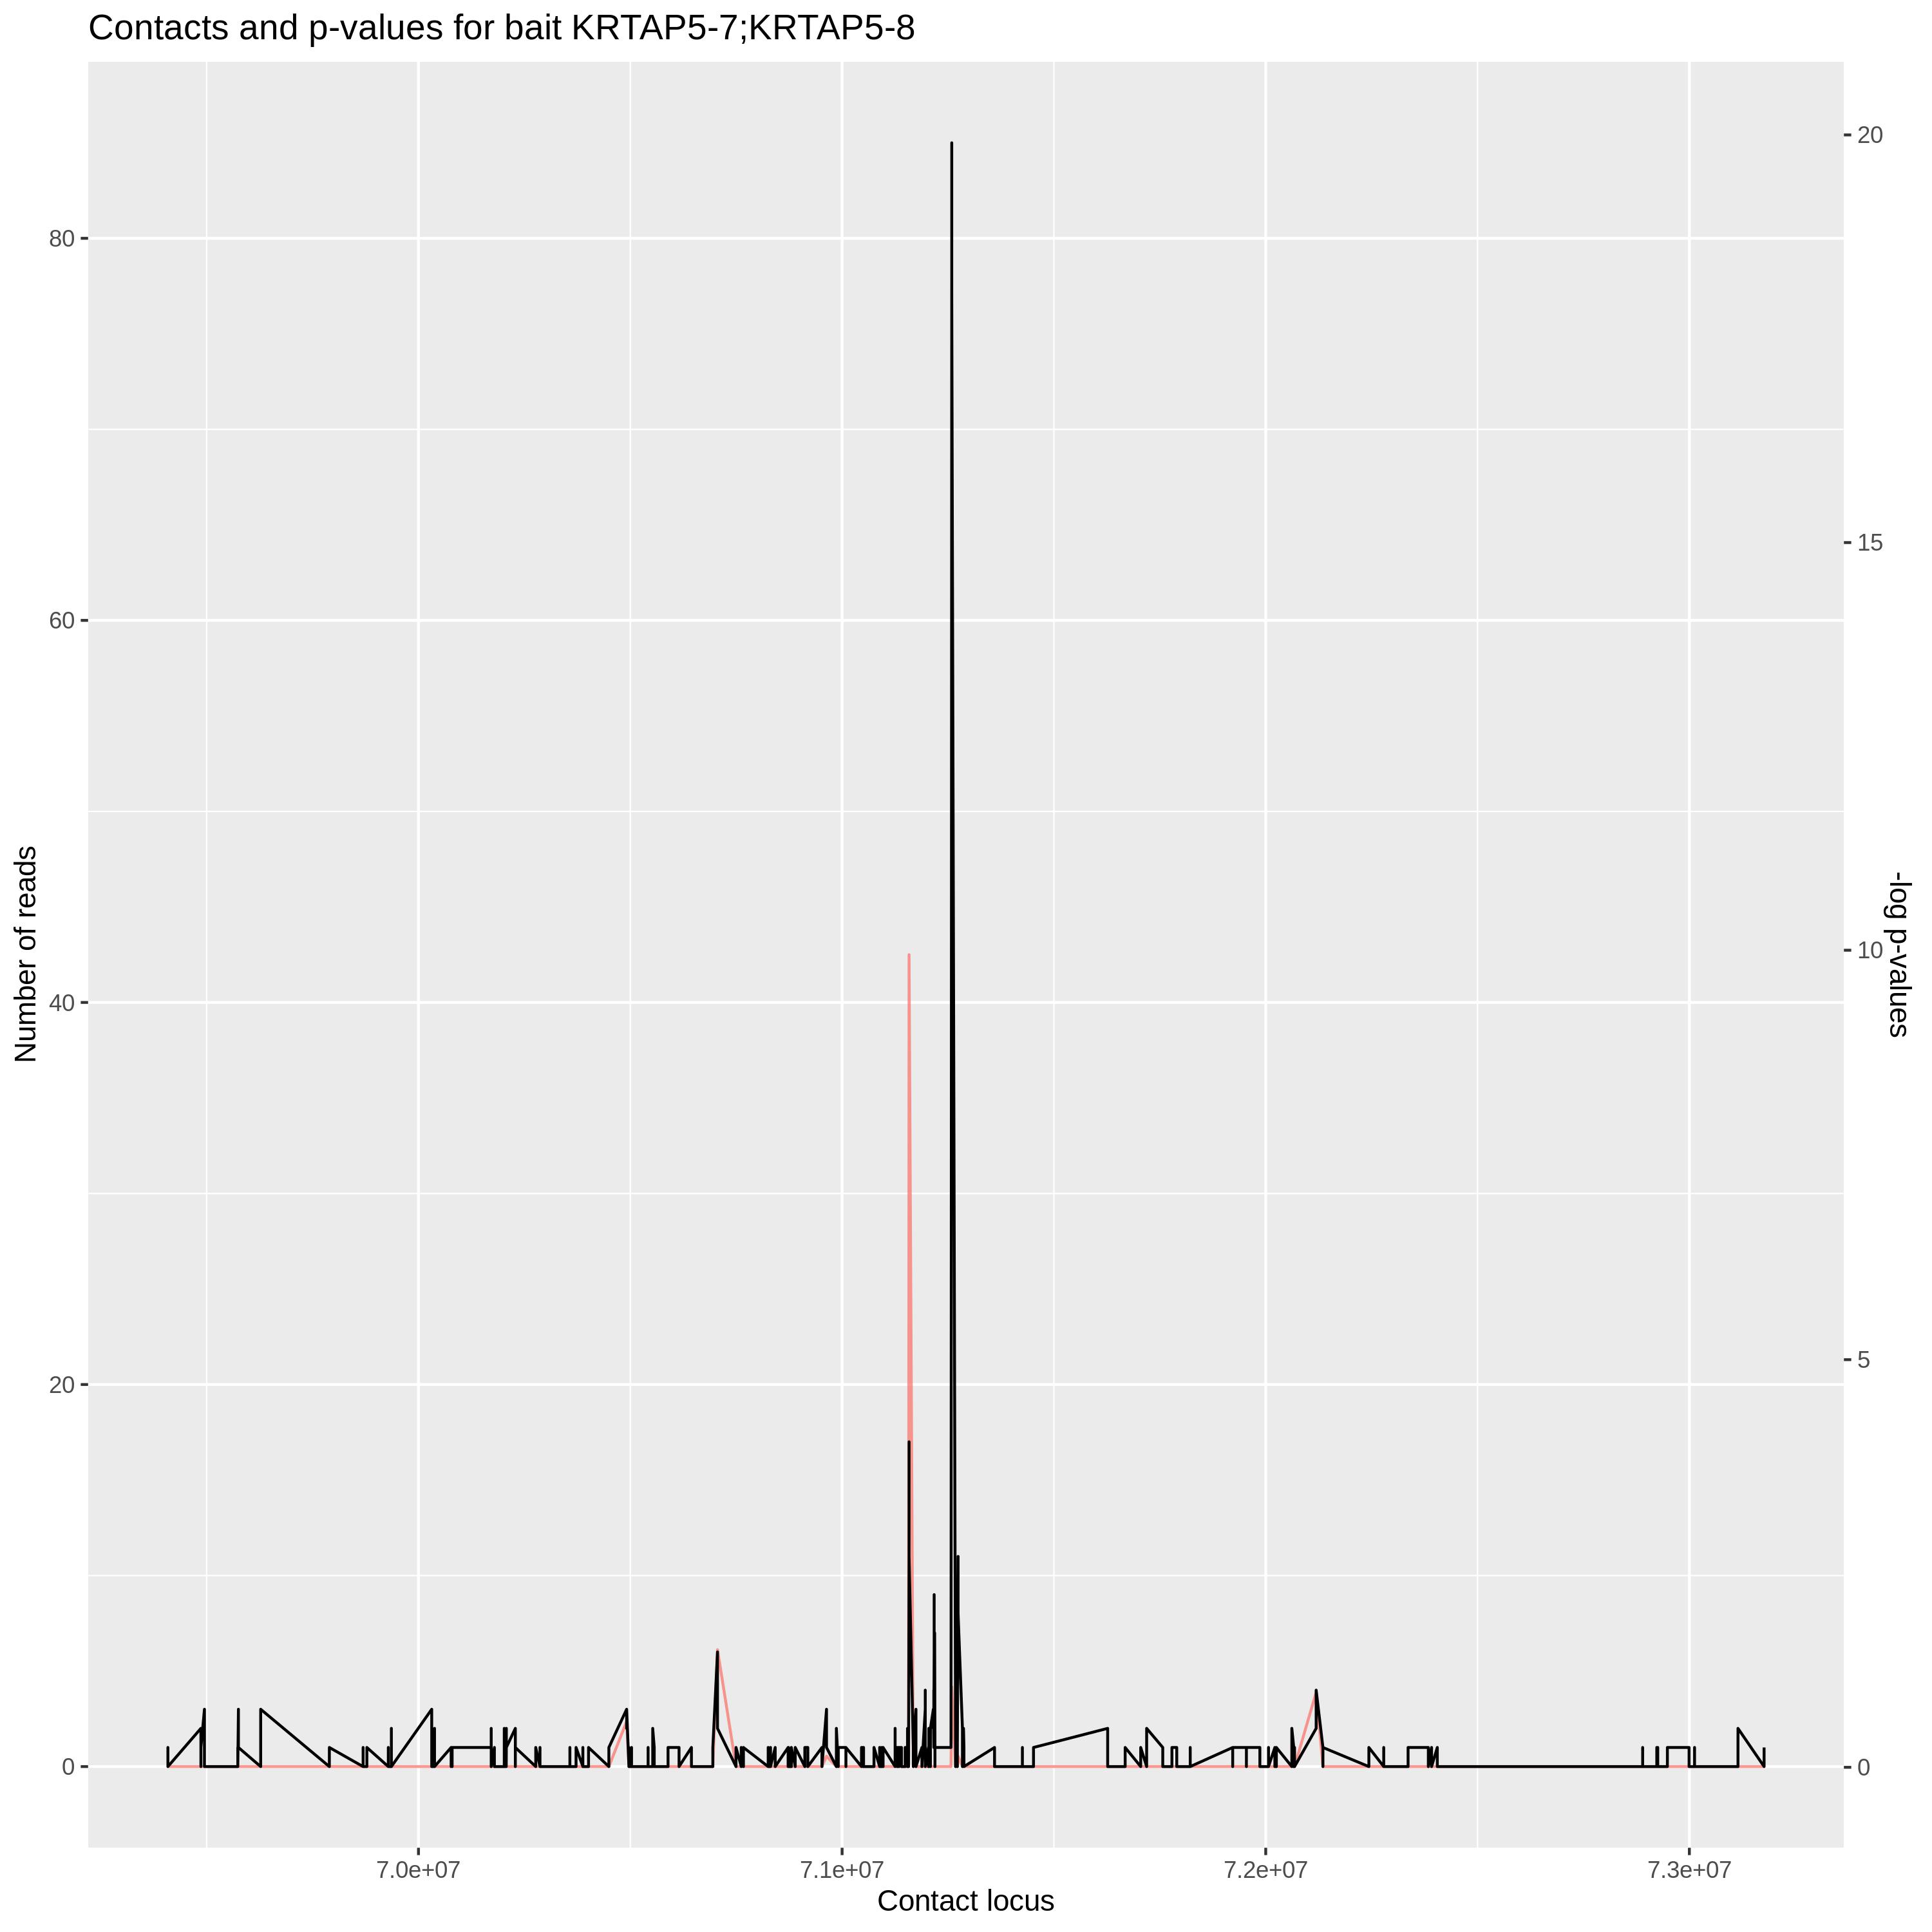 Contacts and p-values for bait KRTAP5-7;KRTAP5-8
Number of reads
80
60
40
20
0
20
15
10
5
0
-log p-values
7.0e+07
7.1e+07
7.2e+07
7.3e+07
Contact locus